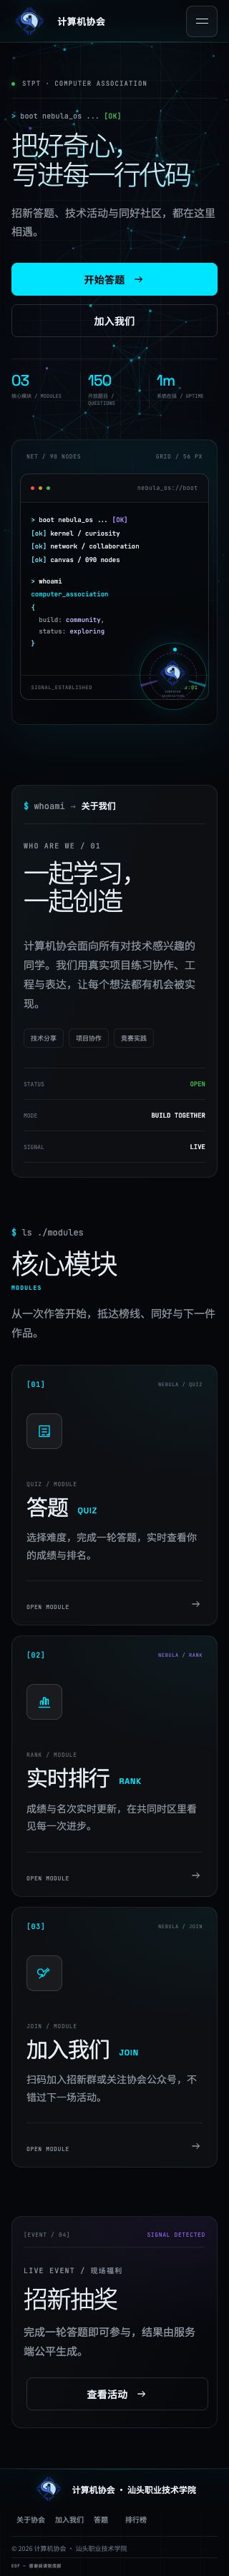 计算机协会
STPT · COMPUTER ASSOCIATION
> boot nebula_os ... [OK]
把好奇心，
写进每一行代码
招新答题、技术活动与同好社区，都在这里
相遇。
开始答题 →
加入我们
03
核心模块 / MODULES
150
开放题目 /
QUESTIONS
1m
系统在线 / UPTIME
NET / 90 NODES
GRID / 56 PX
nebula_os://boot
> boot nebula_os ... [OK]
[ok] kernel / curiosity
[ok] network / collaboration
[ok] canvas / 090 nodes
> whoami
computer_association
{
build: community,
status: exploring
}
SIGNAL_ESTABLISHED
COMPUTER
ASSOCIATION
$ whoami → 关于我们
WHO ARE WE / 01
一起学习，
一起创造
计算机协会面向所有对技术感兴趣的
同学。我们用真实项目练习协作、工
程与表达，让每个想法都有机会被实
现。
技术分享
项目协作
竞赛实践
STATUS
OPEN
MODE
BUILD TOGETHER
SIGNAL
LIVE
$ ls ./modules
核心模块
MODULES
从一次作答开始，抵达榜线、同好与下一件
作品。
[01]
NEBULA / QUIZ
QUIZ / MODULE
答题 QUIZ
选择难度，完成一轮答题，实时查看你
的成绩与排名。
OPEN MODULE →
[02]
NEBULA / RANK
RANK / MODULE
实时排行 RANK
成绩与名次实时更新，在共同时区里看
见每一次进步。
OPEN MODULE →
[03]
NEBULA / JOIN
JOIN / MODULE
加入我们 JOIN
扫码加入招新群或关注协会公众号，不
错过下一场活动。
OPEN MODULE →
[EVENT / 04]
SIGNAL DETECTED
LIVE EVENT / 现场福利
招新抽奖
完成一轮答题即可参与，结果由服务
端公平生成。
查看活动 →
计算机协会 · 汕头职业技术学院
关于协会
加入我们
答题
排行榜
© 2026 计算机协会 · 汕头职业技术学院